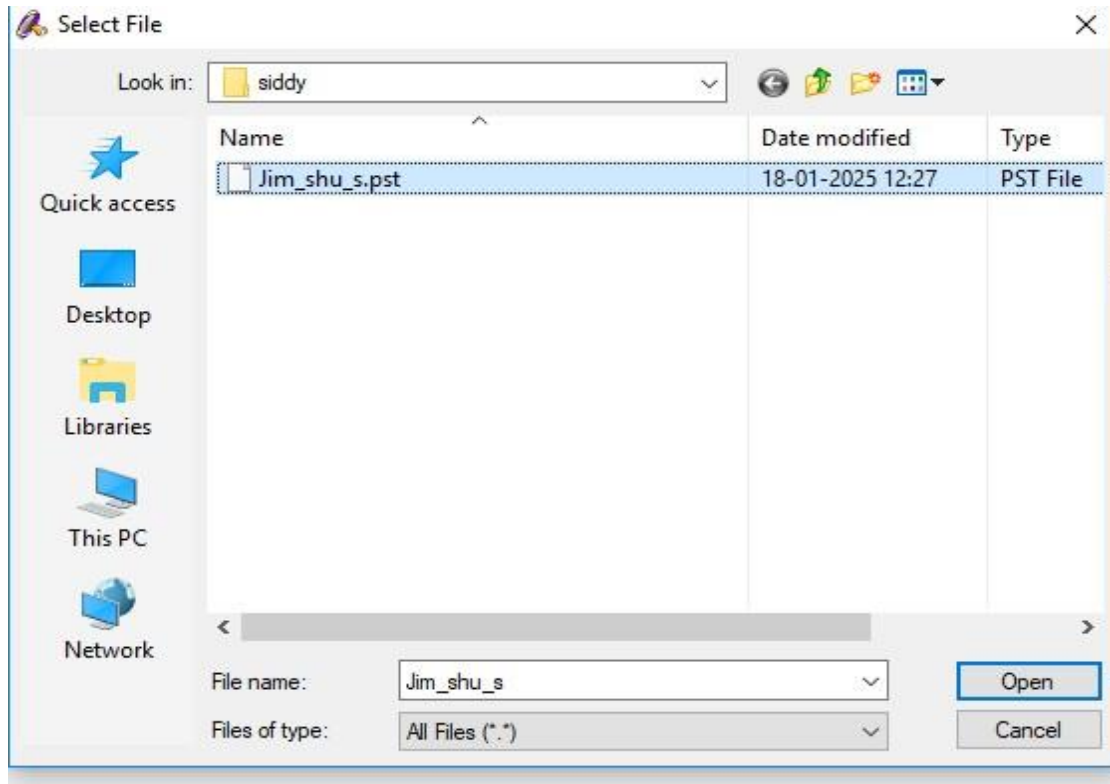 Select File
Look in: siddy
Name Date modified Type
Jim_shu_s.pst 18-01-2025 12:27 PST File
Quick access
Desktop
Libraries
This PC
Network
File name: Jim_shu_s Open
Files of type: All Files (*.*) Cancel